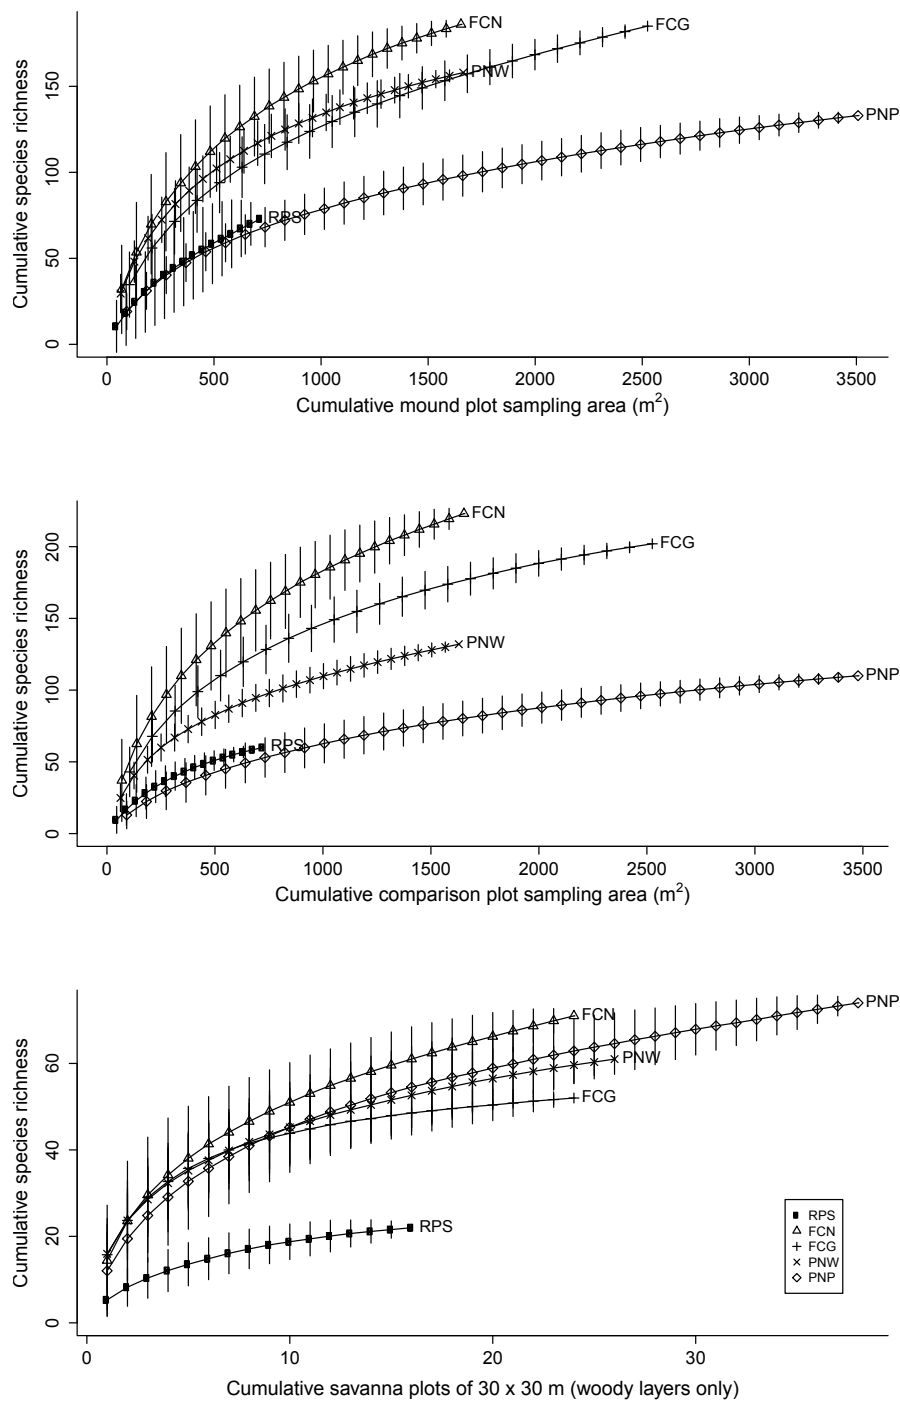 Cumulative species richness
0 50 100 150
FCN
FCG
PNW
PNP
RPS
0 500 1000 1500 2000 2500 3000 3500
Cumulative mound plot sampling area (m²)
Cumulative species richness
0 50 100 150 200
FCN
FCG
PNW
PNP
RPS
0 500 1000 1500 2000 2500 3000 3500
Cumulative comparison plot sampling area (m²)
Cumulative species richness
0 20 40 60
PNP
FCN
PNW
FCG
RPS
RPS
FCN
FCG
PNW
PNP
0 10 20 30
Cumulative savanna plots of 30 x 30 m (woody layers only)